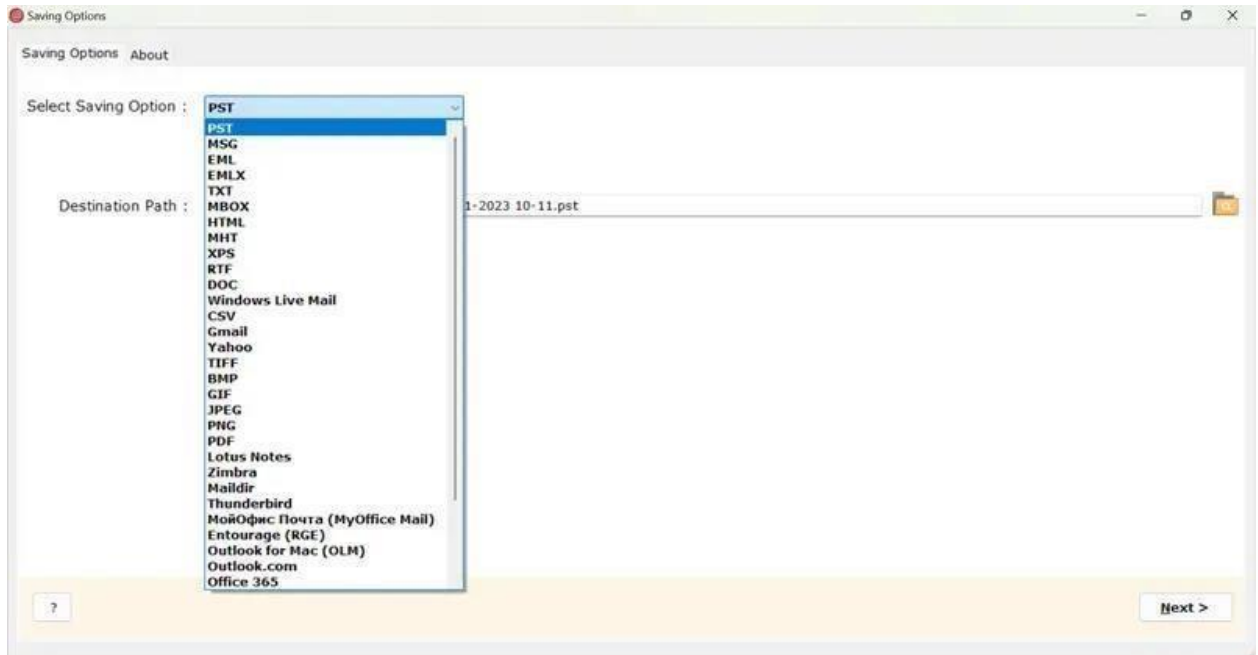 Saving Options
Saving Options About
Select Saving Option : PST
PST
MSG
EML
EMLX
TXT
Destination Path : 1-2023 10-11.pst
MBOX
HTML
MHT
XPS
RTF
DOC
Windows Live Mail
CSV
Gmail
Yahoo
TIFF
BMP
GIF
JPEG
PNG
PDF
Lotus Notes
Zimbra
Maildir
Thunderbird
МойОфис Почта (MyOffice Mail)
Entourage (RGE)
Outlook for Mac (OLM)
Outlook.com
Office 365
? Next >